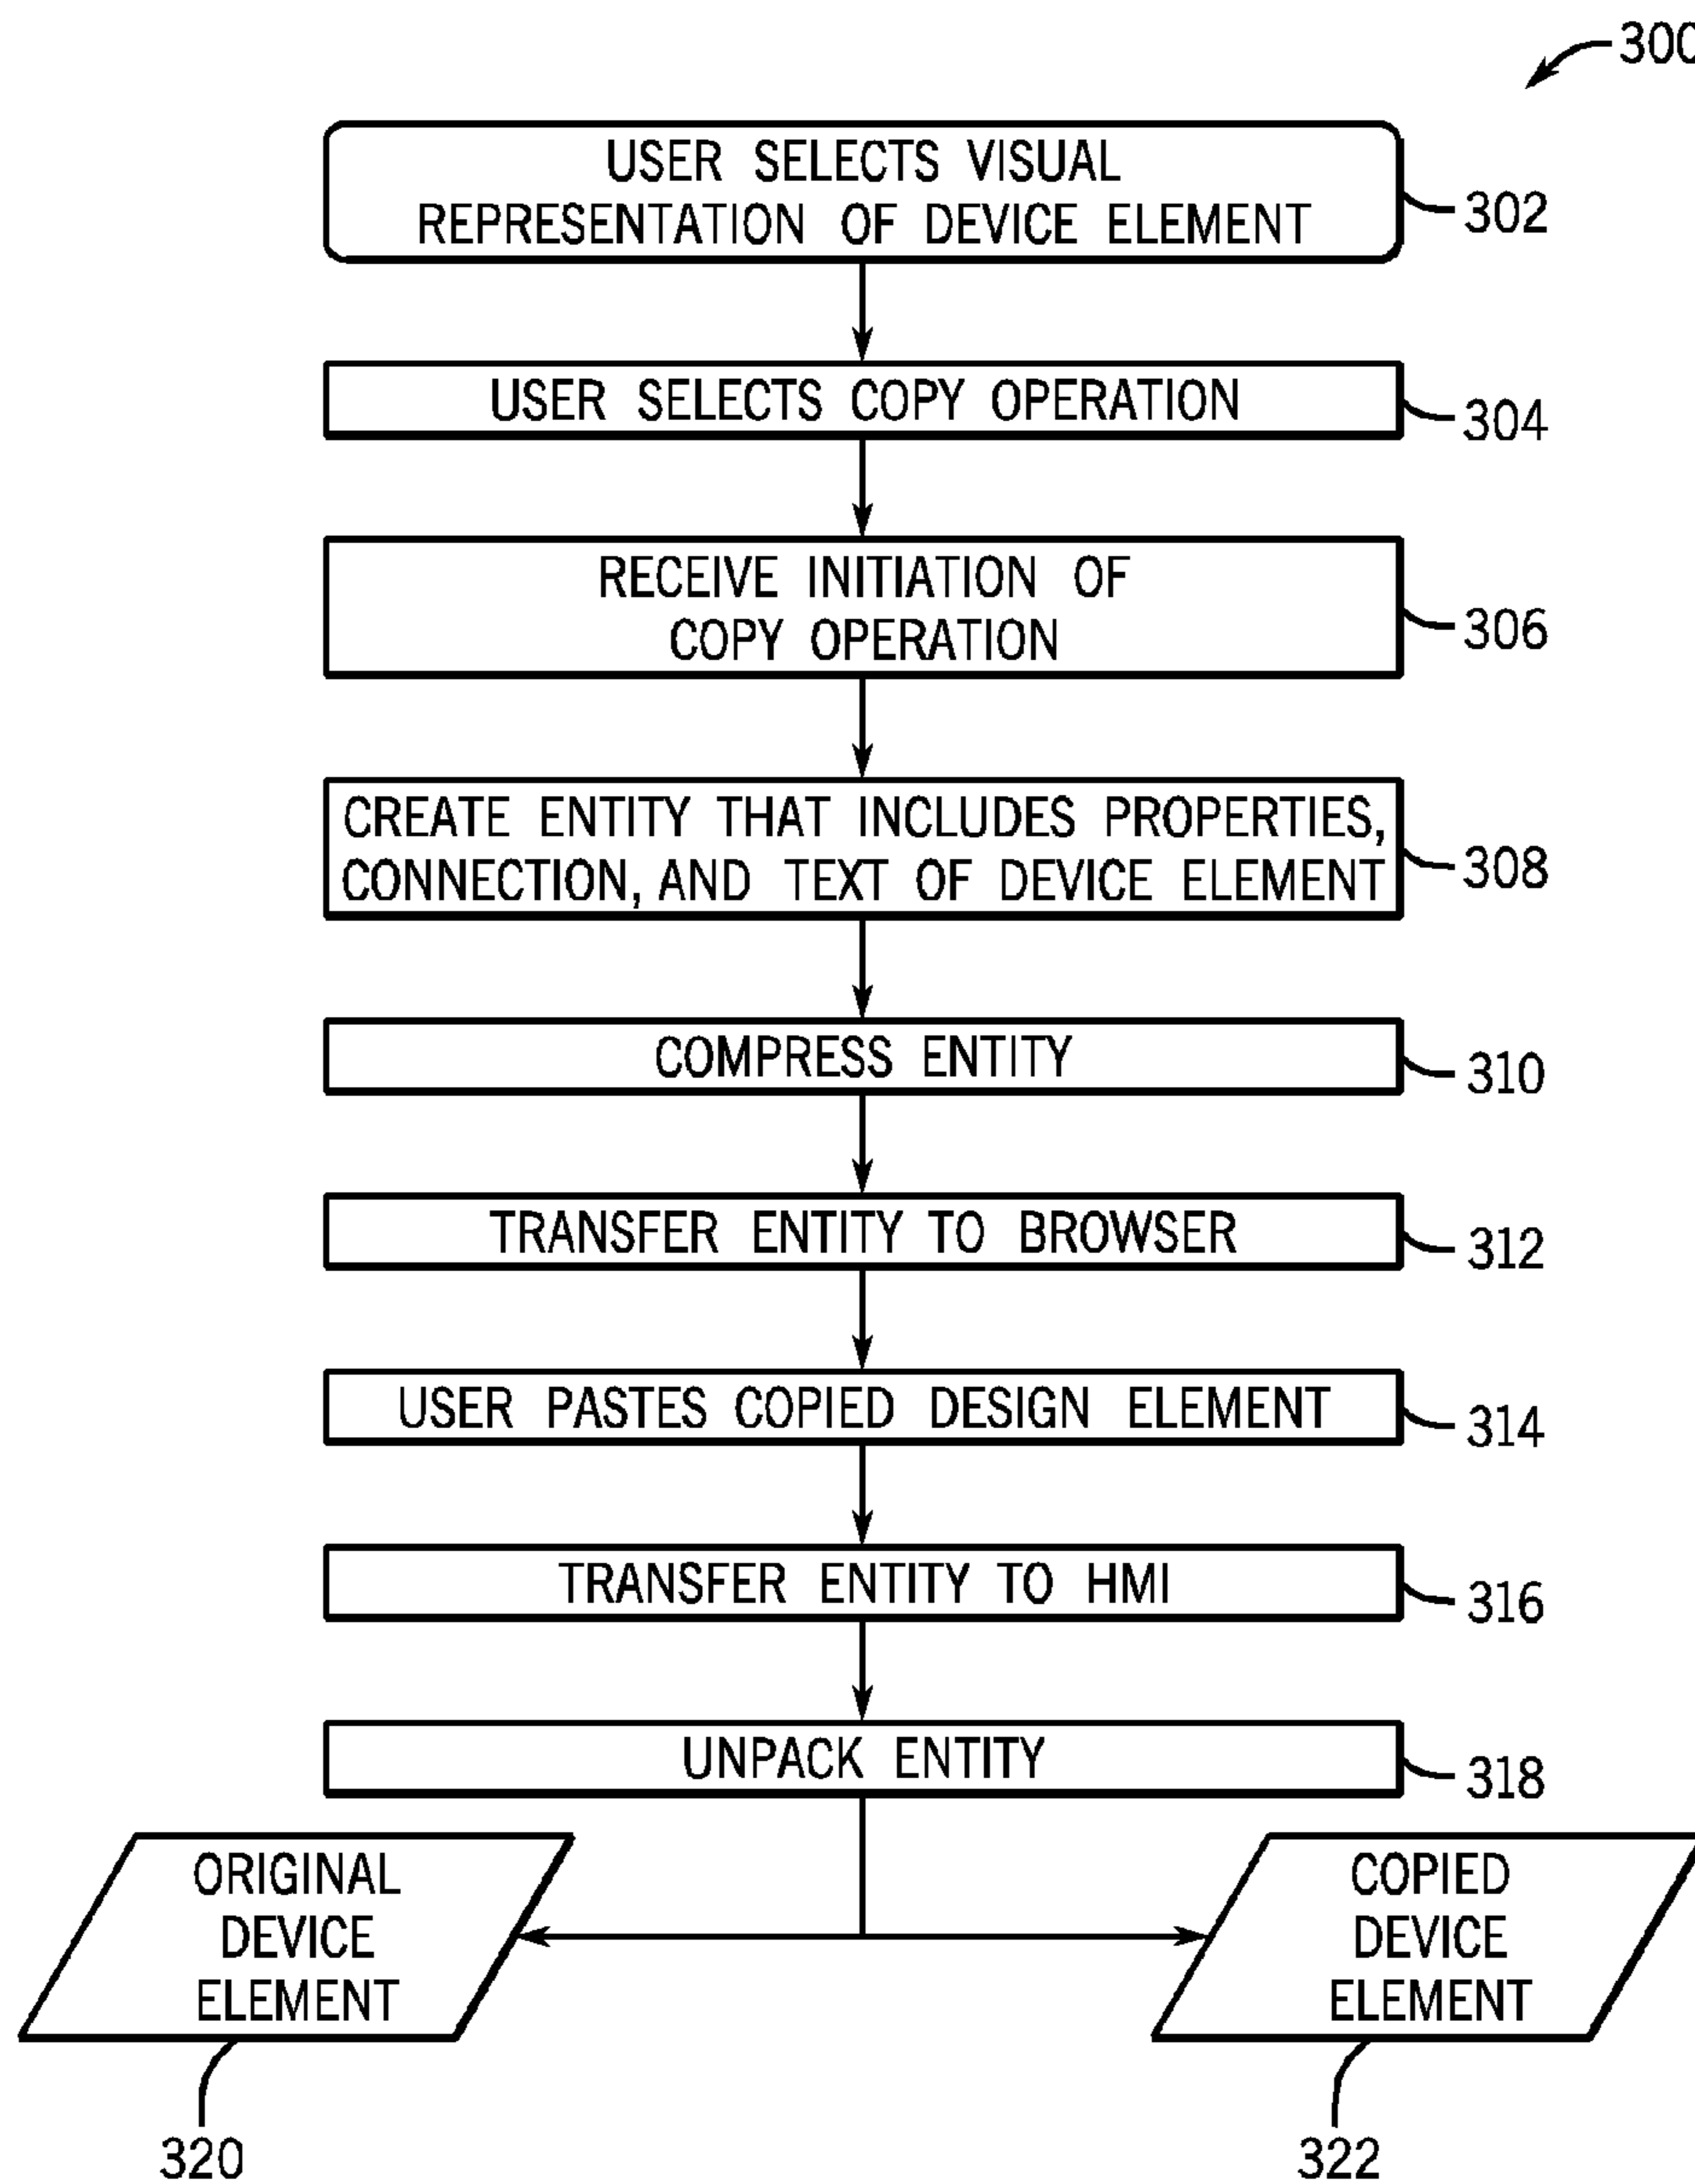 300
USER SELECTS VISUAL
REPRESENTATION OF DEVICE ELEMENT
302
USER SELECTS COPY OPERATION
304
RECEIVE INITIATION OF
COPY OPERATION
306
CREATE ENTITY THAT INCLUDES PROPERTIES,
CONNECTION, AND TEXT OF DEVICE ELEMENT
308
COMPRESS ENTITY
310
TRANSFER ENTITY TO BROWSER
312
USER PASTES COPIED DESIGN ELEMENT
314
TRANSFER ENTITY TO HMI
316
UNPACK ENTITY
318
ORIGINAL
DEVICE
ELEMENT
320
COPIED
DEVICE
ELEMENT
322